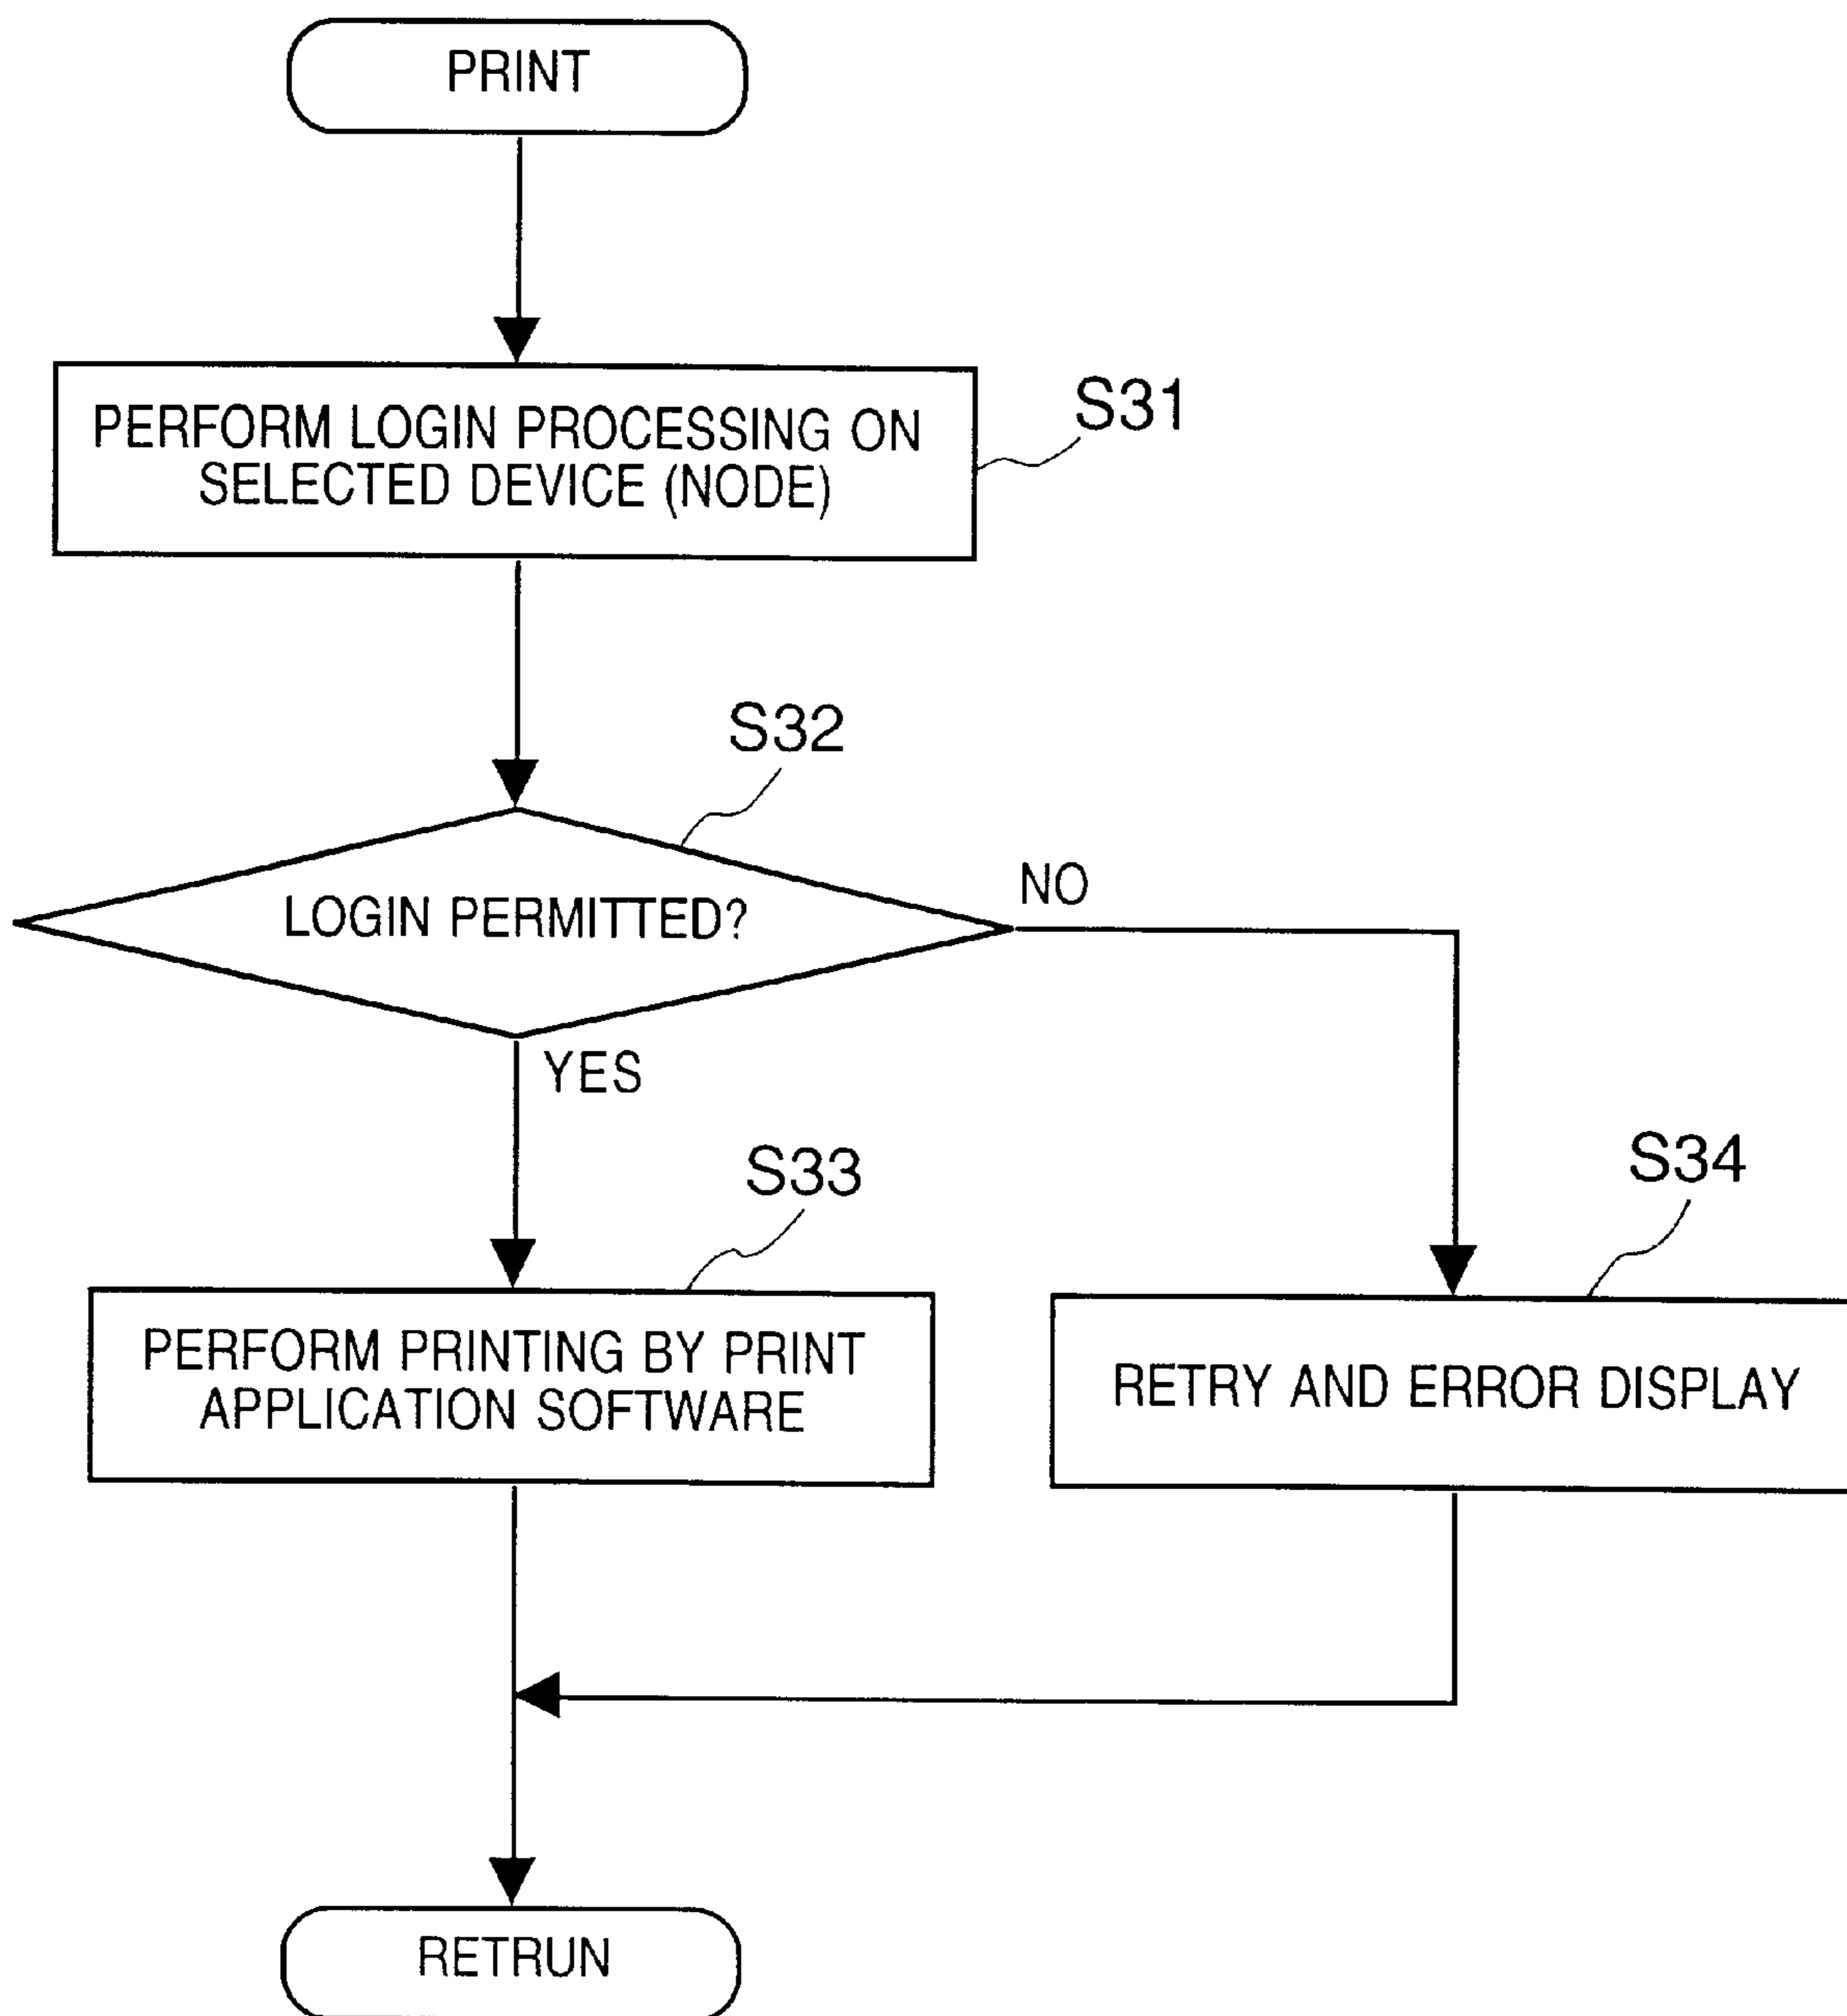 PRINT
PERFORM LOGIN PROCESSING ON
SELECTED DEVICE (NODE)
S31
S32
LOGIN PERMITTED?
NO
YES
S33
PERFORM PRINTING BY PRINT
APPLICATION SOFTWARE
S34
RETRY AND ERROR DISPLAY
RETRUN